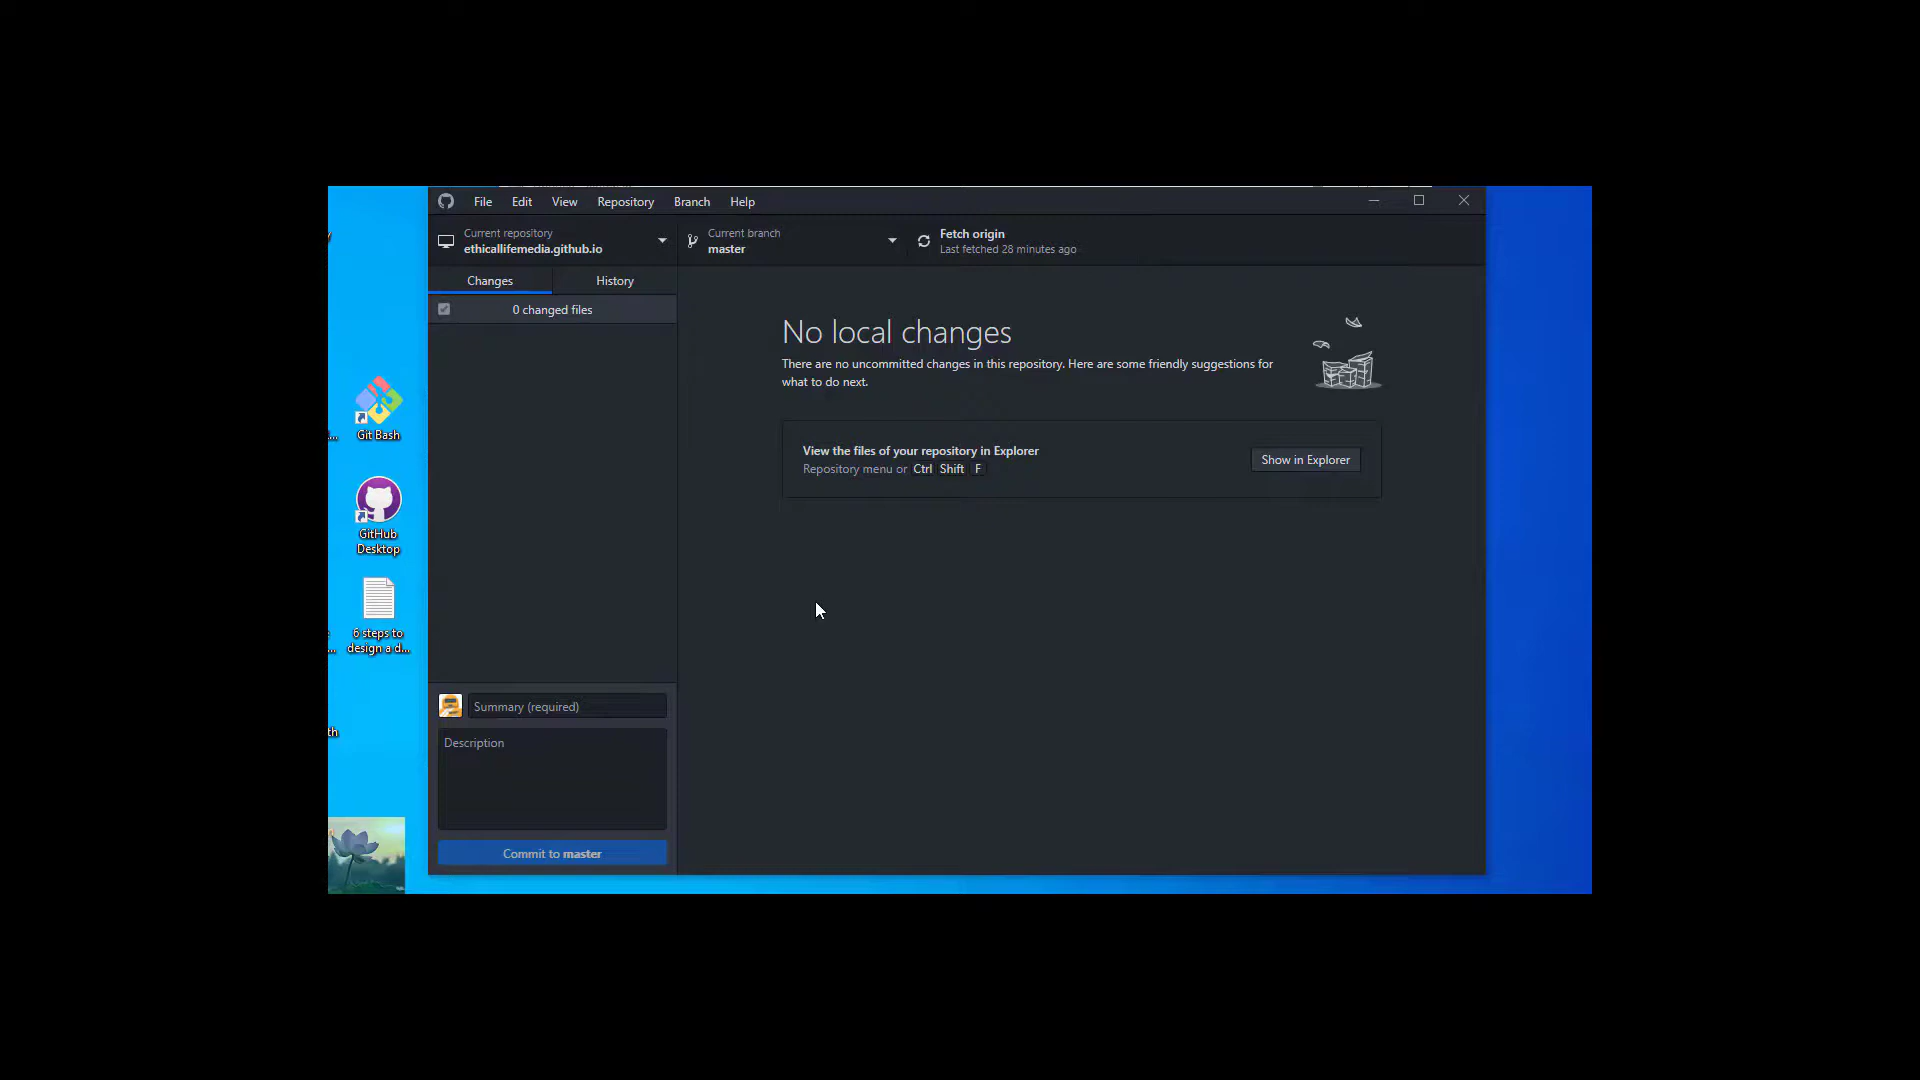 File Edit View Repository Branch Help
Current repository
ethicallifemedia.github.io
Current branch
master
Fetch origin
Last fetched 28 minutes ago
Changes History
0 changed files
No local changes
There are no uncommitted changes in this repository. Here are some friendly suggestions for
what to do next.
View the files of your repository in Explorer
Repository menu or Ctrl Shift F
Show in Explorer
Git Bash
GitHub
Desktop
6 steps to
design a d...
th
Summary (required)
Description
Commit to master